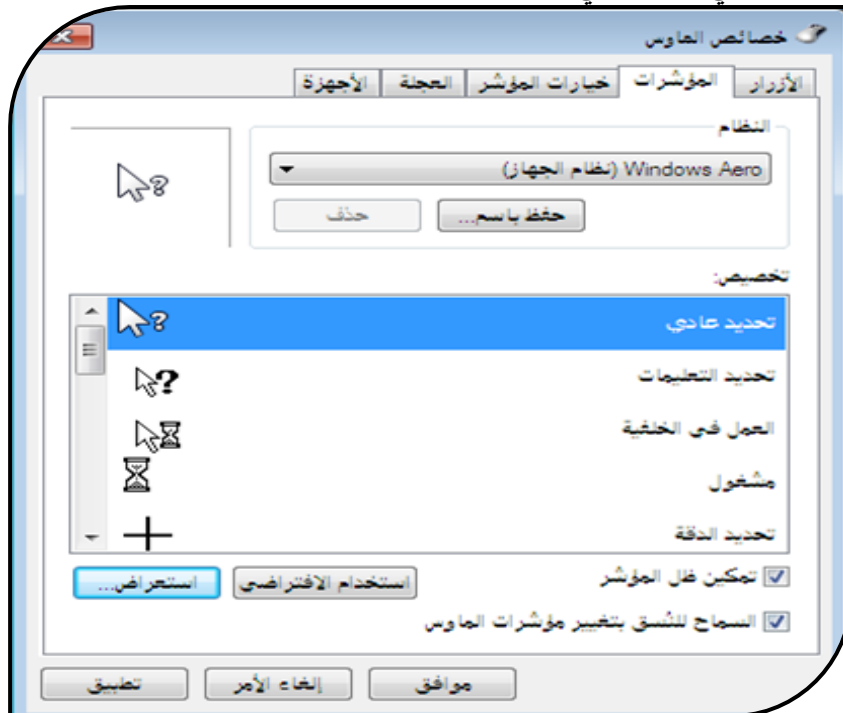 خصائص الماوس
الأزرار المؤشرات خيارات المؤشر العجلة الأجهزة
النظام
Windows Aero (نظام الجهاز)
حفظ باسم... حذف
تخصيص:
تحديد عادي
تحديد التعليمات
العمل في الخلفية
مشغول
تحديد الدقة
تمكين ظل المؤشر استخدام الافتراضي استعراض...
السماح للنُسق بتغيير مؤشرات الماوس
موافق إلغاء الأمر تطبيق